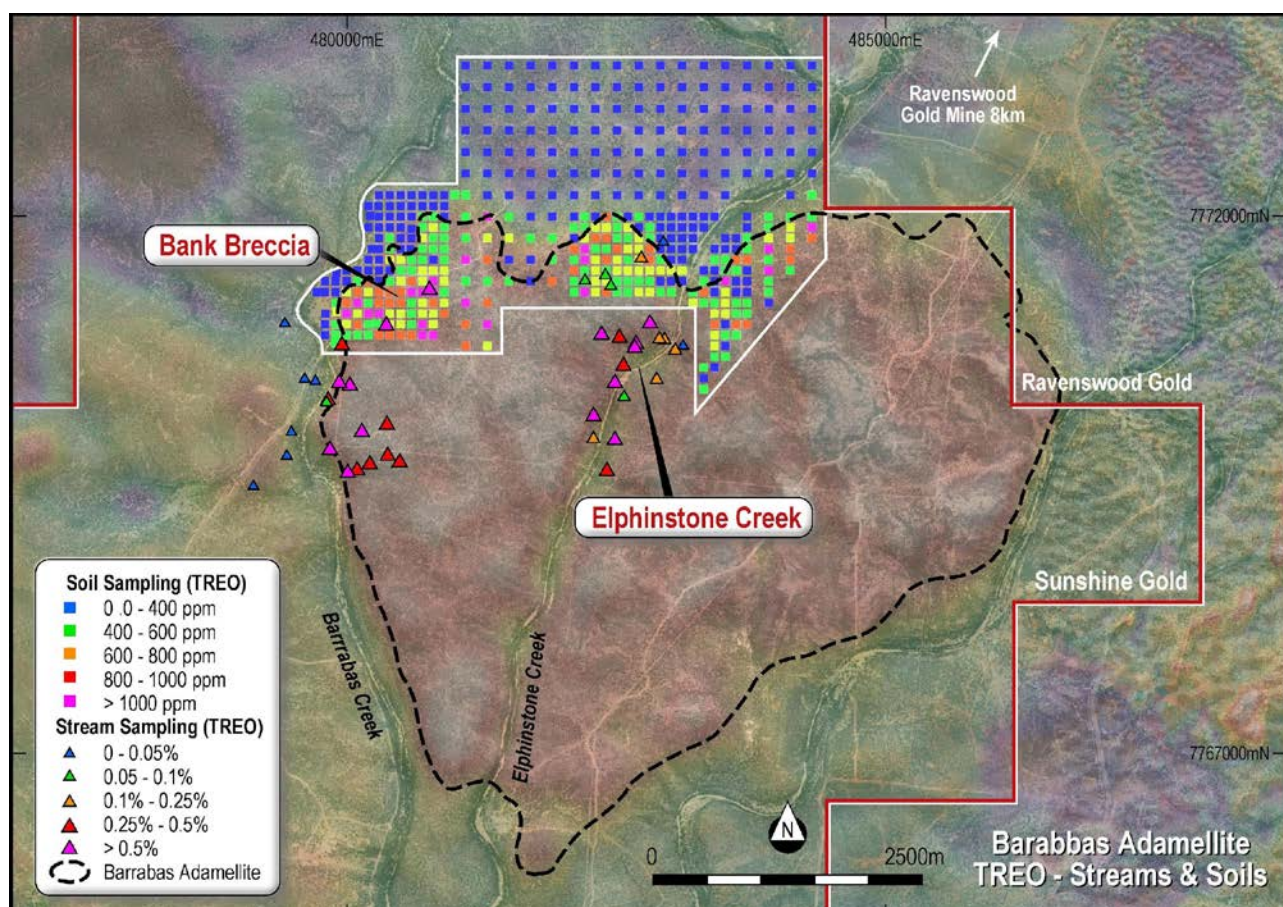 480000mE
485000mE
Ravenswood
Gold Mine 8km
7772000mN
Bank Breccia
Ravenswood Gold
Elphinstone Creek
Sunshine Gold
Barrrabas Creek
Elphinstone Creek
7767000mN
Soil Sampling (TREO)
0 .0 - 400 ppm
400 - 600 ppm
600 - 800 ppm
800 - 1000 ppm
> 1000 ppm
Stream Sampling (TREO)
0 - 0.05%
0.05 - 0.1%
0.1% - 0.25%
0.25% - 0.5%
> 0.5%
Barrabas Adamellite
N
0
2500m
Barabbas Adamellite
TREO - Streams & Soils